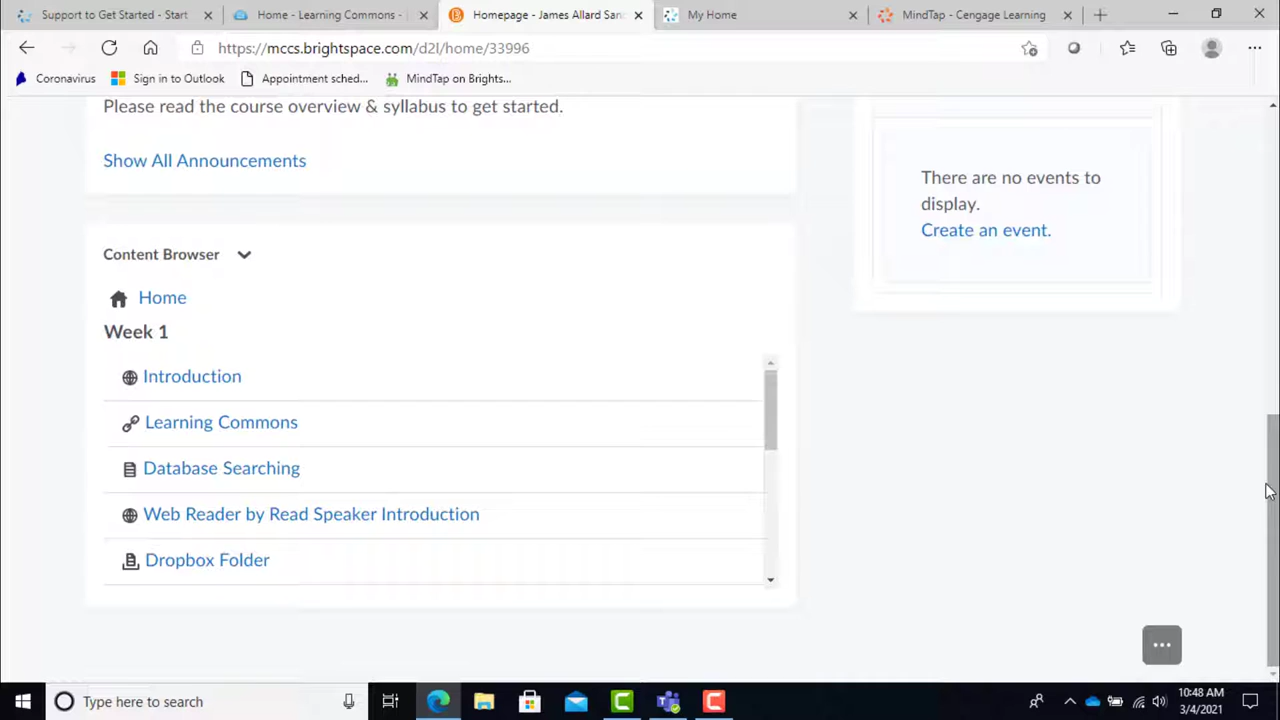 Support to Get Started - Start
Home - Learning Commons -
Homepage - James Allard Sanc
My Home
MindTap - Cengage Learning
https://mccs.brightspace.com/d2l/home/33996
Coronavirus
Sign in to Outlook
Appointment sched...
MindTap on Brights...
Please read the course overview & syllabus to get started.
Show All Announcements
There are no events to
display.
Create an event.
Content Browser
Home
Week 1
Introduction
Learning Commons
Database Searching
Web Reader by Read Speaker Introduction
Dropbox Folder
Type here to search
10:48 AM
3/4/2021